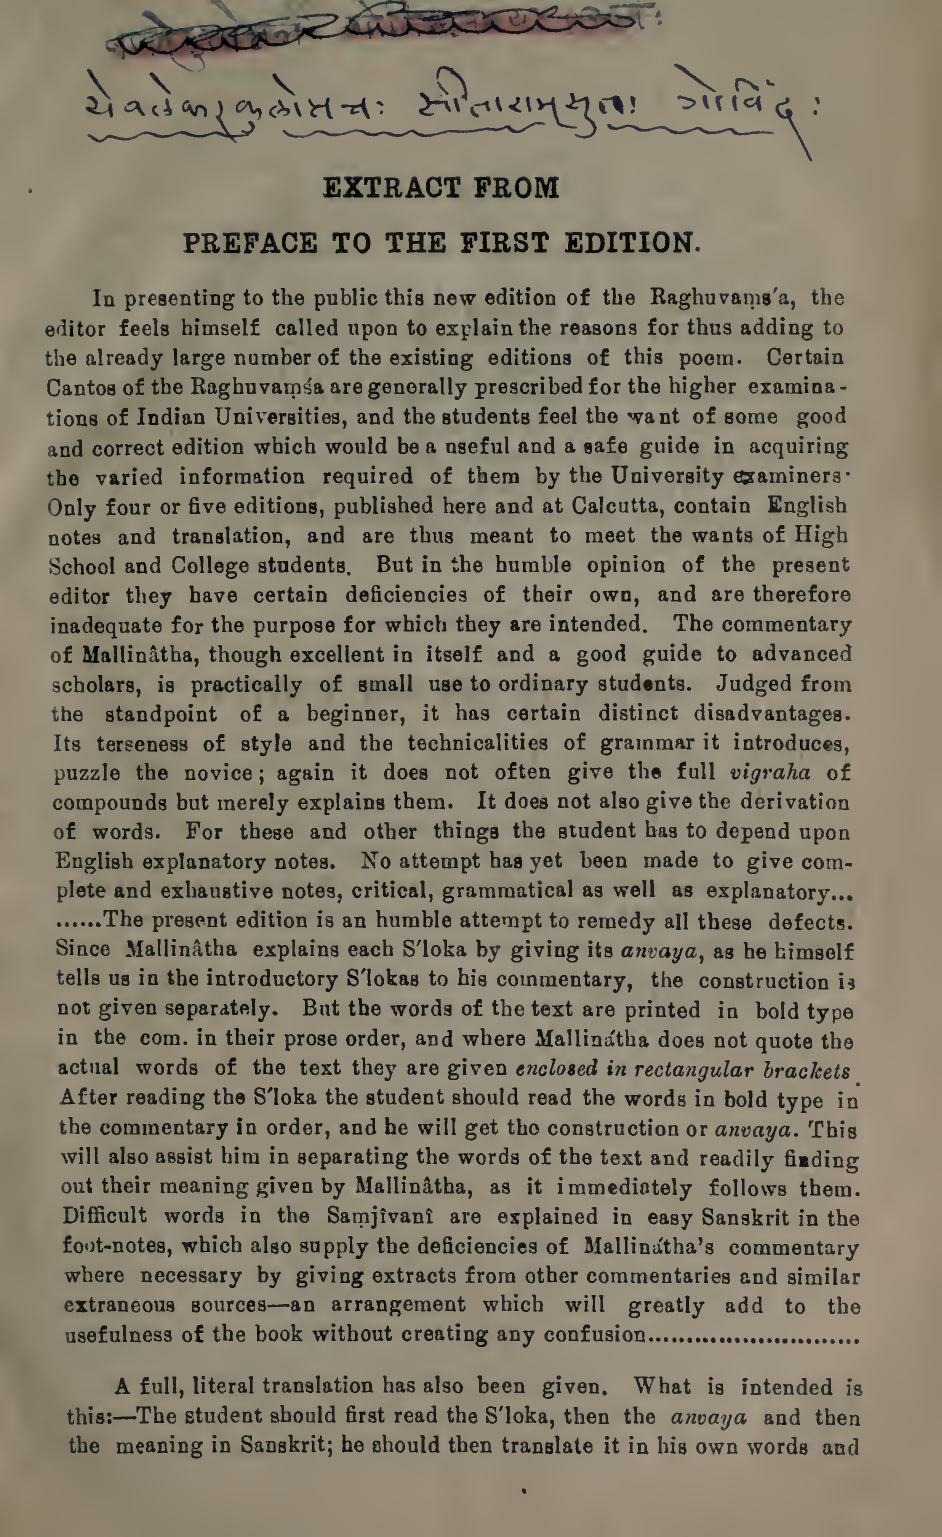 येवलेकरकुलोत्पन्नः सीतारामसुतः गोविंदः
EXTRACT FROM
PREFACE TO THE FIRST EDITION.
In presenting to the public this new edition of the Raghuvaṃs'a, the
editor feels himself called upon to explain the reasons for thus adding to
the already large number of the existing editions of this poem. Certain
Cantos of the Raghuvaṃśa are generally prescribed for the higher examina-
tions of Indian Universities, and the students feel the want of some good
and correct edition which would be a useful and a safe guide in acquiring
the varied information required of them by the University examiners·
Only four or five editions, published here and at Calcutta, contain English
notes and translation, and are thus meant to meet the wants of High
School and College students. But in the humble opinion of the present
editor they have certain deficiencies of their own, and are therefore
inadequate for the purpose for which they are intended. The commentary
of Mallinâtha, though excellent in itself and a good guide to advanced
scholars, is practically of small use to ordinary students. Judged from
the standpoint of a beginner, it has certain distinct disadvantages.
Its terseness of style and the technicalities of grammar it introduces,
puzzle the novice; again it does not often give the full vigraha of
compounds but merely explains them. It does not also give the derivation
of words. For these and other things the student has to depend upon
English explanatory notes. No attempt has yet been made to give com-
plete and exhaustive notes, critical, grammatical as well as explanatory...
......The present edition is an humble attempt to remedy all these defects.
Since Mallinâtha explains each S'loka by giving its anvaya, as he himself
tells us in the introductory S'lokas to his commentary, the construction is
not given separately. But the words of the text are printed in bold type
in the com. in their prose order, and where Mallinátha does not quote the
actual words of the text they are given enclosed in rectangular brackets.
After reading the S'loka the student should read the words in bold type in
the commentary in order, and he will get the construction or anvaya. This
will also assist him in separating the words of the text and readily finding
out their meaning given by Mallinâtha, as it immediately follows them.
Difficult words in the Saṃjîvanî are explained in easy Sanskrit in the
foot-notes, which also supply the deficiencies of Mallinátha's commentary
where necessary by giving extracts from other commentaries and similar
extraneous sources—an arrangement which will greatly add to the
usefulness of the book without creating any confusion...........................
A full, literal translation has also been given. What is intended is
this:—The student should first read the S'loka, then the anvaya and then
the meaning in Sanskrit; he should then translate it in his own words and